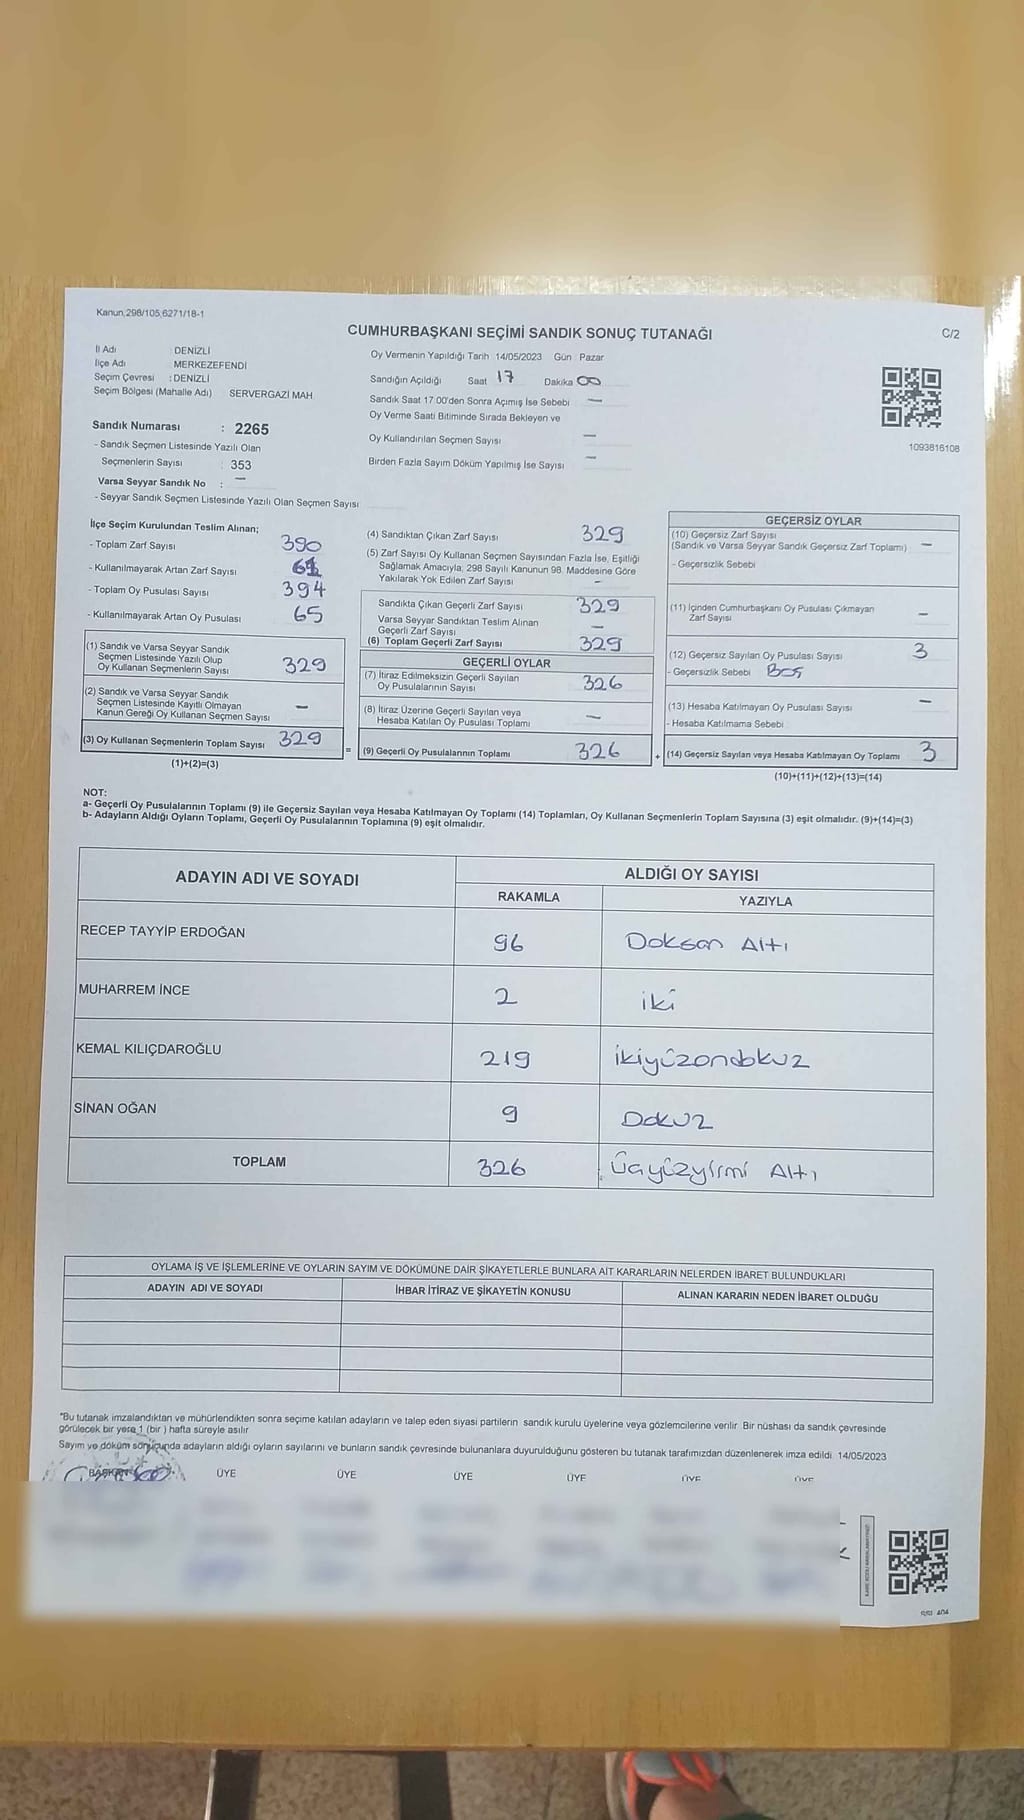 Kanun,298/105,6271/18-1
CUMHURBAŞKANI SEÇİMİ SANDIK SONUÇ TUTANAĞI
C/2
İl Adı : DENİZLİ
İlçe Adı : MERKEZEFENDİ
Seçim Çevresi : DENİZLİ
Seçim Bölgesi (Mahalle Adı) SERVERGAZİ MAH
Sandık Numarası : 2265
- Sandık Seçmen Listesinde Yazılı Olan
Seçmenlerin Sayısı : 353
Varsa Seyyar Sandık No : —
- Seyyar Sandık Seçmen Listesinde Yazılı Olan Seçmen Sayısı
Oy Vermenin Yapıldığı Tarih 14/05/2023 Gün : Pazar
Sandığın Açıldığı Saat 17 Dakika 00
Sandık Saat 17:00'den Sonra Açımış İse Sebebi —
Oy Verme Saati Bitiminde Sırada Bekleyen ve
Oy Kullandırılan Seçmen Sayısı —
Birden Fazla Sayım Döküm Yapılmış İse Sayısı —
1093816108
İlçe Seçim Kurulundan Teslim Alınan;
- Toplam Zarf Sayısı 390
- Kullanılmayarak Artan Zarf Sayısı 61
- Toplam Oy Pusulası Sayısı 394
- Kullanılmayarak Artan Oy Pusulası 65
(1) Sandık ve Varsa Seyyar Sandık
Seçmen Listesinde Yazılı Olup
Oy Kullanan Seçmenlerin Sayısı 329
(2) Sandık ve Varsa Seyyar Sandık
Seçmen Listesinde Kayıtlı Olmayan
Kanun Gereği Oy Kullanan Seçmen Sayısı —
(3) Oy Kullanan Seçmenlerin Toplam Sayısı 329
(1)+(2)=(3)
=
(4) Sandıktan Çıkan Zarf Sayısı 329
(5) Zarf Sayısı Oy Kullanan Seçmen Sayısından Fazla İse, Eşitliği
Sağlamak Amacıyla; 298 Sayılı Kanunun 98. Maddesine Göre
Yakılarak Yok Edilen Zarf Sayısı —
Sandıkta Çıkan Geçerli Zarf Sayısı 329
Varsa Seyyar Sandıktan Teslim Alınan
Geçerli Zarf Sayısı —
(6) Toplam Geçerli Zarf Sayısı 329
GEÇERLİ OYLAR
(7) İtiraz Edilmeksizin Geçerli Sayılan
Oy Pusulalarının Sayısı 326
(8) İtiraz Üzerine Geçerli Sayılan veya
Hesaba Katılan Oy Pusulası Toplamı —
(9) Geçerli Oy Pusulalarının Toplamı 326
+
GEÇERSİZ OYLAR
(10) Geçersiz Zarf Sayısı
(Sandık ve Varsa Seyyar Sandık Geçersiz Zarf Toplamı) —
- Geçersizlik Sebebi
(11) İçinden Cumhurbaşkanı Oy Pusulası Çıkmayan
Zarf Sayısı —
(12) Geçersiz Sayılan Oy Pusulası Sayısı 3
- Geçersizlik Sebebi Boş
(13) Hesaba Katılmayan Oy Pusulası Sayısı —
- Hesaba Katılmama Sebebi
(14) Geçersiz Sayılan veya Hesaba Katılmayan Oy Toplamı 3
(10)+(11)+(12)+(13)=(14)
NOT:
a- Geçerli Oy Pusulalarının Toplamı (9) ile Geçersiz Sayılan veya Hesaba Katılmayan Oy Toplamı (14) Toplamları, Oy Kullanan Seçmenlerin Toplam Sayısına (3) eşit olmalıdır. (9)+(14)=(3)
b- Adayların Aldığı Oyların Toplamı, Geçerli Oy Pusulalarının Toplamına (9) eşit olmalıdır.
ADAYIN ADI VE SOYADI
ALDIĞI OY SAYISI
RAKAMLA YAZIYLA
RECEP TAYYİP ERDOĞAN 96 Doksan Altı
MUHARREM İNCE 2 iki
KEMAL KILIÇDAROĞLU 219 ikiyüzondokuz
SİNAN OĞAN 9 Dokuz
TOPLAM 326 Üçyüzyirmi Altı
OYLAMA İŞ VE İŞLEMLERİNE VE OYLARIN SAYIM VE DÖKÜMÜNE DAİR ŞİKAYETLERLE BUNLARA AİT KARARLARIN NELERDEN İBARET BULUNDUKLARI
ADAYIN ADI VE SOYADI İHBAR İTİRAZ VE ŞİKAYETİN KONUSU ALINAN KARARIN NEDEN İBARET OLDUĞU
*Bu tutanak imzalandıktan ve mühürlendikten sonra seçime katılan adayların ve talep eden siyasi partilerin sandık kurulu üyelerine veya gözlemcilerine verilir. Bir nüshası da sandık çevresinde
görülecek bir yere 1 (bir ) hafta süreyle asılır
Sayım ve döküm sonucunda adayların aldığı oyların sayılarını ve bunların sandık çevresinde bulunanlara duyurulduğunu gösteren bu tutanak tarafımızdan düzenlenerek imza edildi. 14/05/2023
BAŞKAN ÜYE ÜYE ÜYE ÜYE ÜYE ÜYE